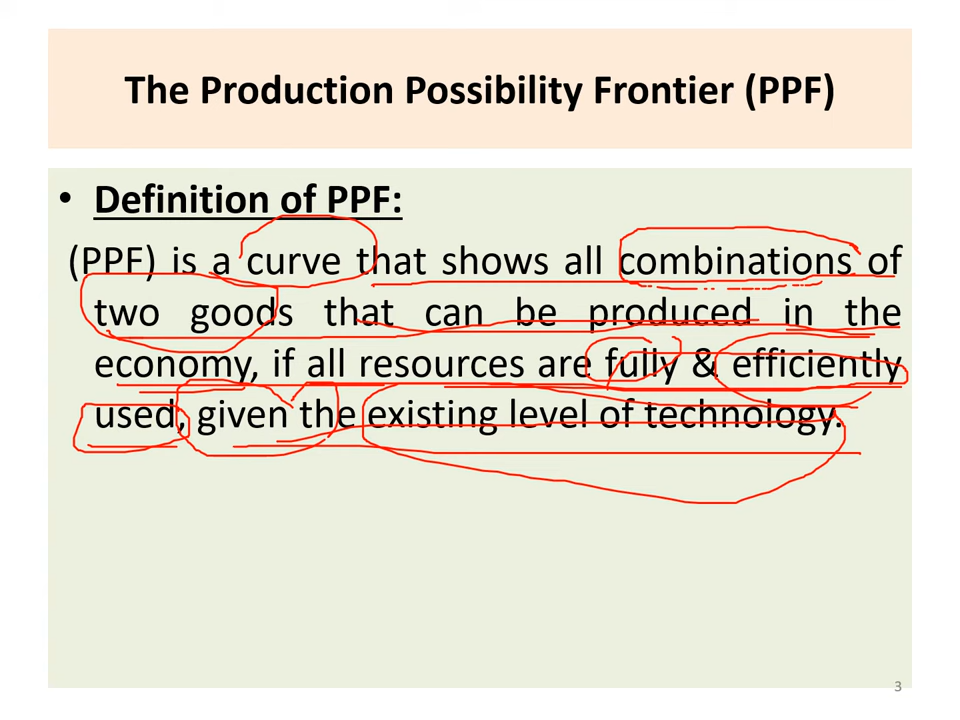 The Production Possibility Frontier (PPF)
• Definition of PPF:
(PPF) is a curve that shows all combinations of
two goods that can be produced in the
economy, if all resources are fully & efficiently
used, given the existing level of technology.
3